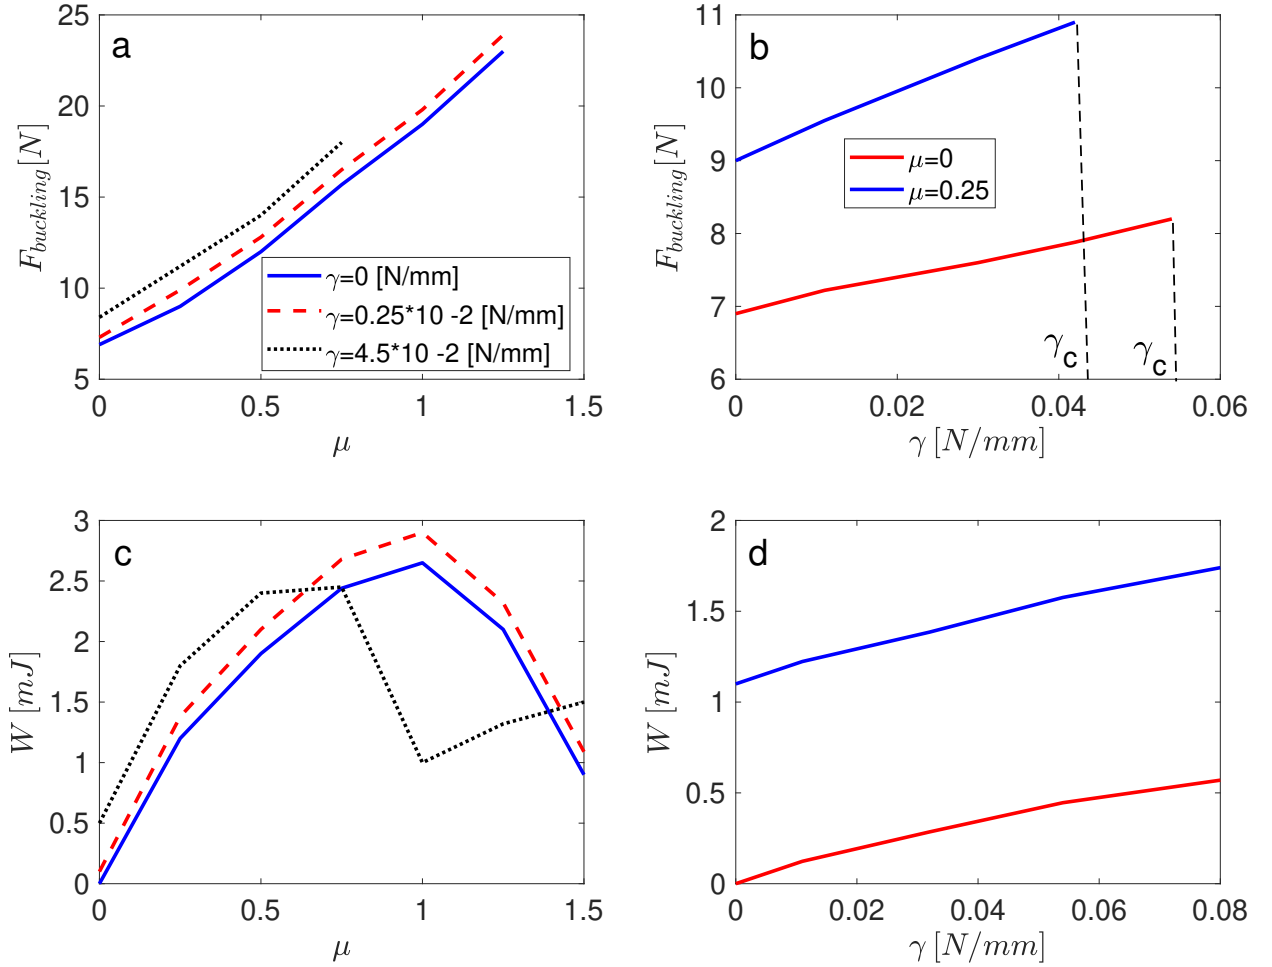 a
25
20
15
10
5
F_buckling[N]
γ=0 [N/mm]
γ=0.25*10 -2 [N/mm]
γ=4.5*10 -2 [N/mm]
0 0.5 1 1.5
μ
b
11
10
9
8
7
6
F_buckling[N]
μ=0
μ=0.25
γc γc
0 0.02 0.04 0.06
γ [N/mm]
c
3
2.5
2
1.5
1
0.5
0
W [mJ]
0 0.5 1 1.5
μ
d
2
1.5
1
0.5
0
W [mJ]
0 0.02 0.04 0.06 0.08
γ [N/mm]